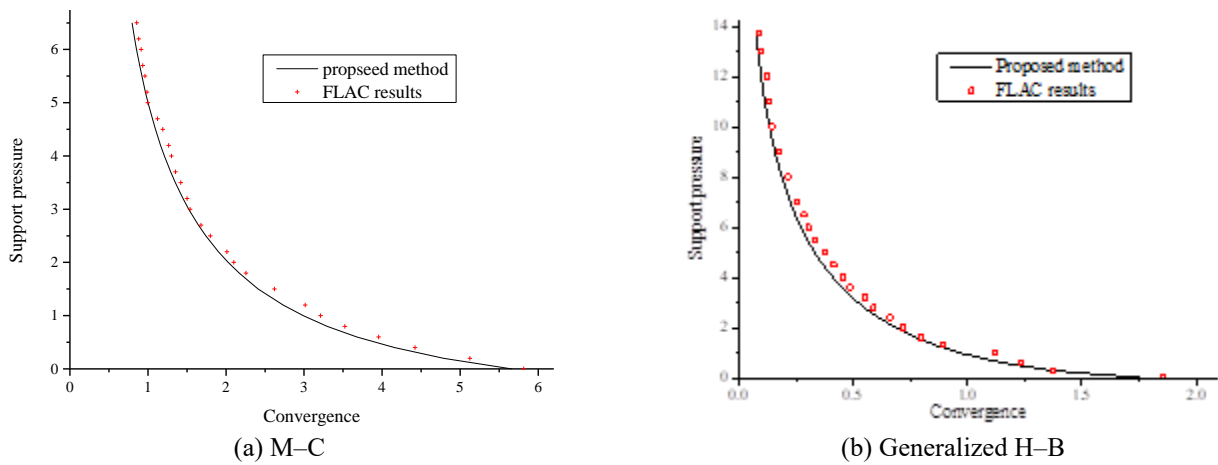 6
5
4
3
2
1
0
0 1 2 3 4 5 6
Support pressure
Convergence
propseed method
FLAC results
(a) M–C
14
12
10
8
6
4
2
0
0.0 0.5 1.0 1.5 2.0
Support pressure
Convergence
Proposed method
FLAC results
(b) Generalized H–B